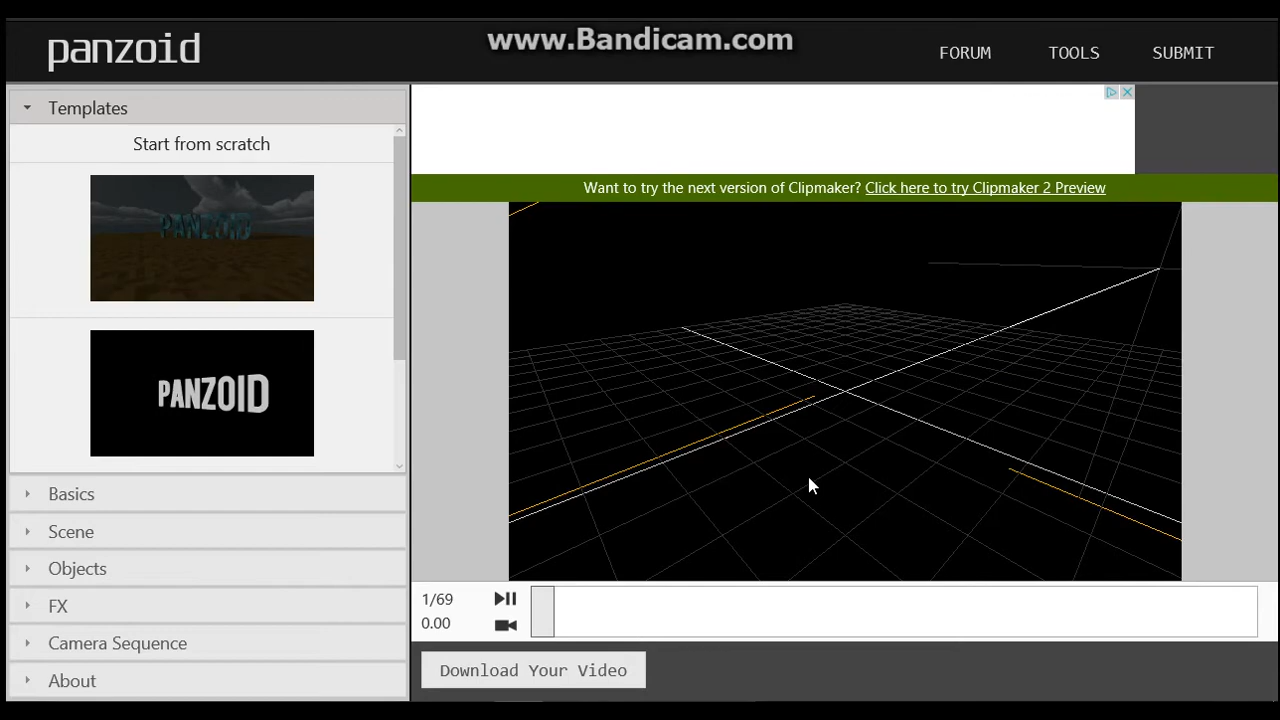 www.Bandicam.com
panzoid
FORUM
TOOLS
SUBMIT
Templates
Start from scratch
PANZOID
PANZOID
Basics
Scene
Objects
FX
Camera Sequence
About
Want to try the next version of Clipmaker? Click here to try Clipmaker 2 Preview
1/69
0.00
Download Your Video